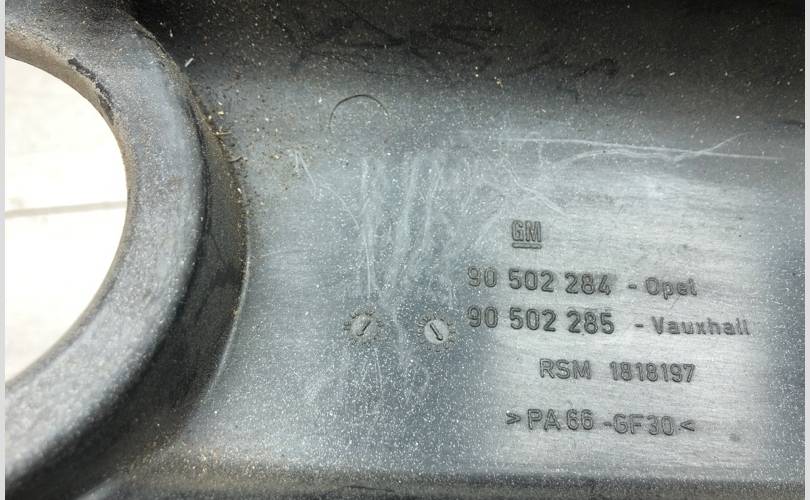 GM
90 502 284 - Opel
90 502 285 - Vauxhall
RSM 1818197
>PA 66 -GF30<